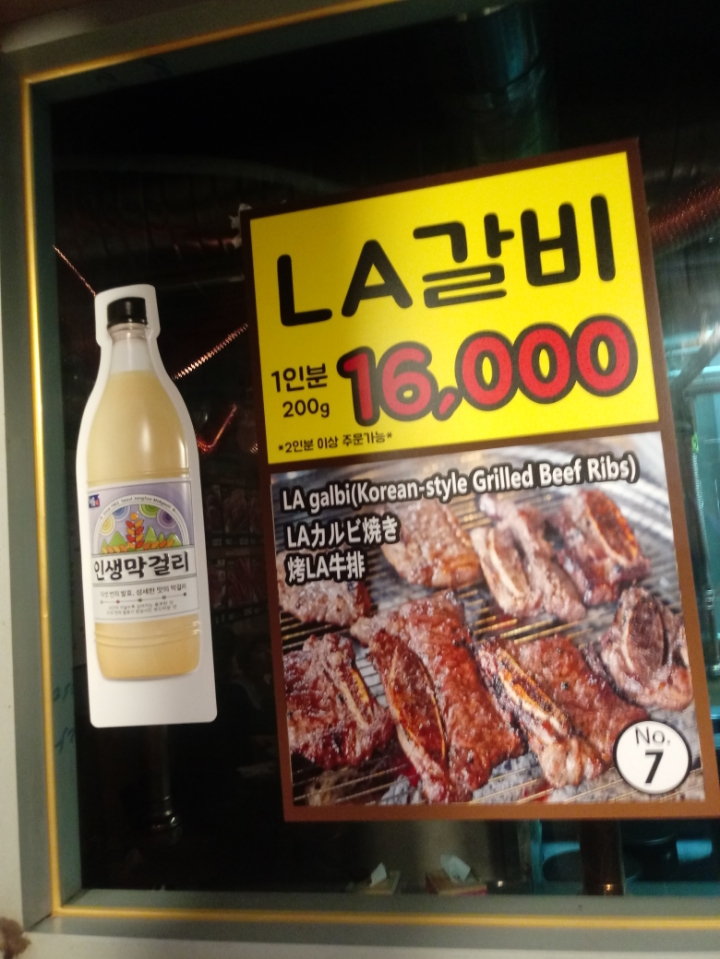 LA갈비
1인분
200g
16,000
*2인분 이상 주문가능*
LA galbi(Korean-style Grilled Beef Ribs)
LAカルビ焼き
烤LA牛排
No.
7
인생막걸리